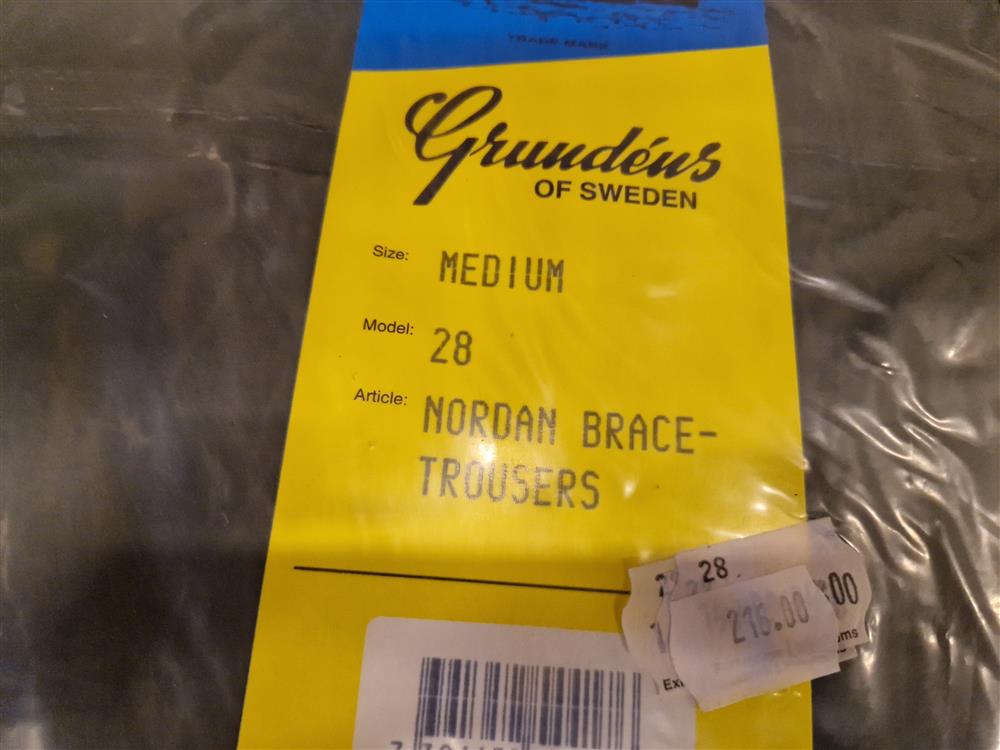 TRADE MARK
Grundéns
OF SWEDEN
Size: MEDIUM
Model: 28
Article: NORDAN BRACE-
TROUSERS
28
216.00